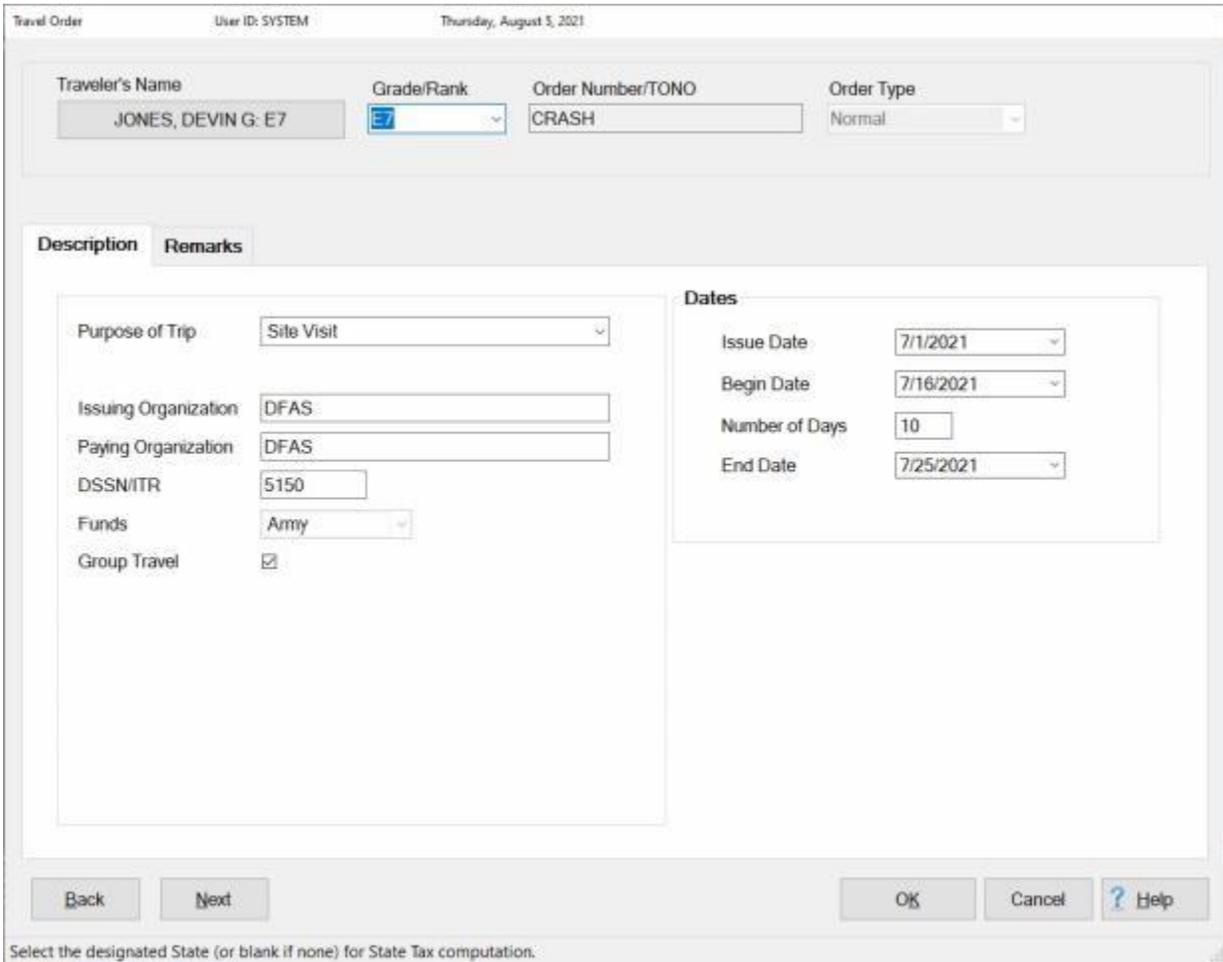 Travel Order User ID: SYSTEM Thursday, August 5, 2021
Traveler's Name Grade/Rank Order Number/TONO Order Type
JONES, DEVIN G: E7 E7 CRASH Normal
Description Remarks
Purpose of Trip Site Visit
Issuing Organization DFAS
Paying Organization DFAS
DSSN/ITR 5150
Funds Army
Group Travel
Dates
Issue Date 7/1/2021
Begin Date 7/16/2021
Number of Days 10
End Date 7/25/2021
Back Next OK Cancel ? Help
Select the designated State (or blank if none) for State Tax computation.